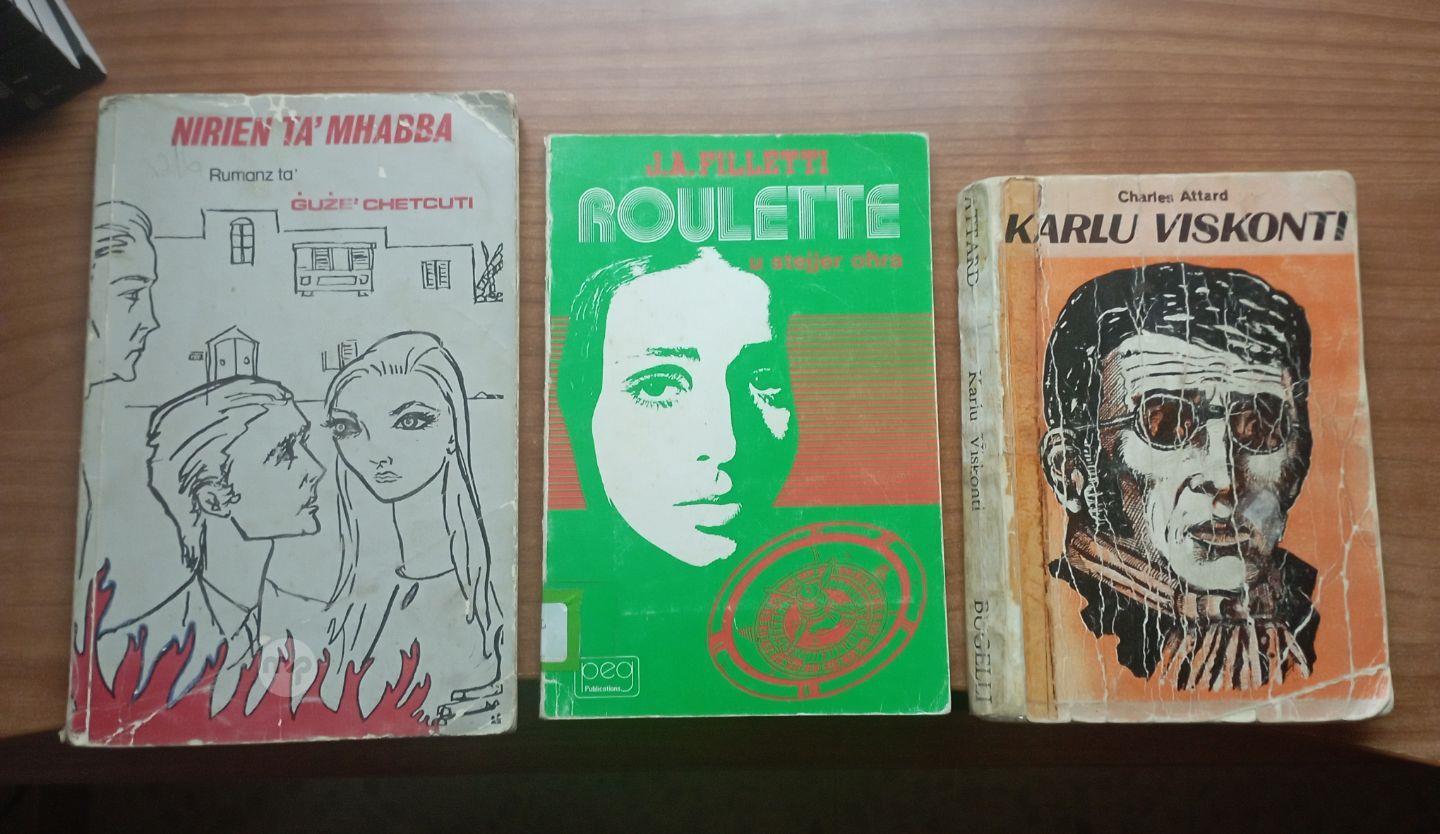 NIRIEN TA' MHABBA
Rumanz ta'
ĠUŻE' CHETCUTI
J.A. FILLETTI
ROULETTE
u stejjer oħra
peg
Publications
Charles Attard
KARLU VISKONTI
ATTARD
Karlu Viskonti
BUGELLI